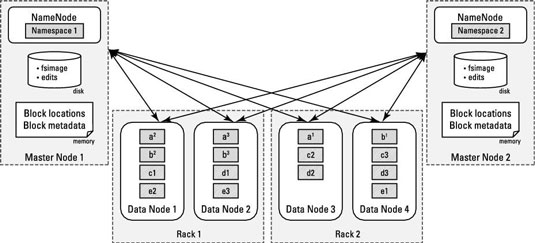 NameNode
Namespace 1
• fsimage
• edits
disk
Block locations
Block metadata
memory
Master Node 1
NameNode
Namespace 2
• fsimage
• edits
disk
Block locations
Block metadata
memory
Master Node 2
a²
b²
c1
e2
Data Node 1
a³
b³
d1
e3
Data Node 2
Rack 1
a¹
c2
d2
Data Node 3
b¹
c3
d3
e1
Data Node 4
Rack 2